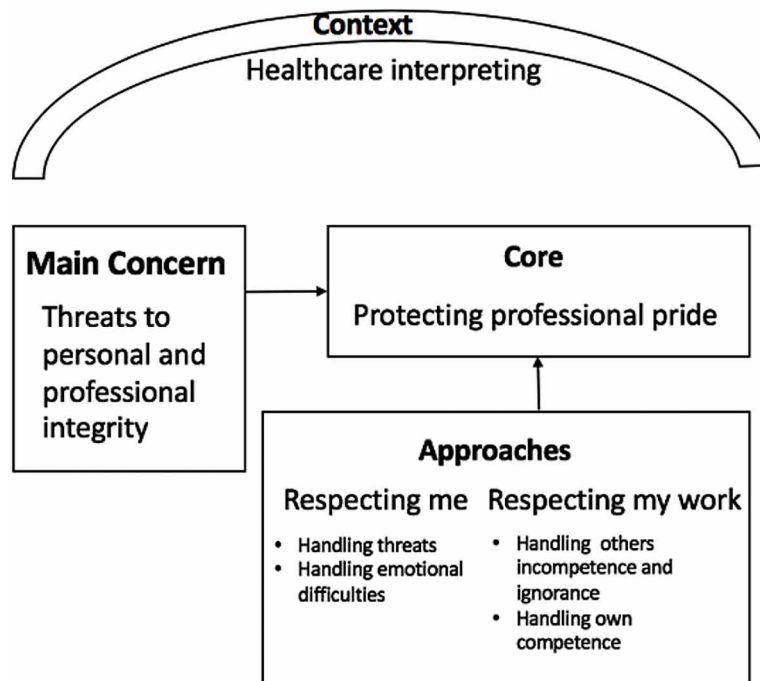 Context
Healthcare interpreting
Main Concern
Threats to
personal and
professional
integrity
Core
Protecting professional pride
Approaches
Respecting me
• Handling threats
• Handling emotional
difficulties
Respecting my work
• Handling others
incompetence and
ignorance
• Handling own
competence